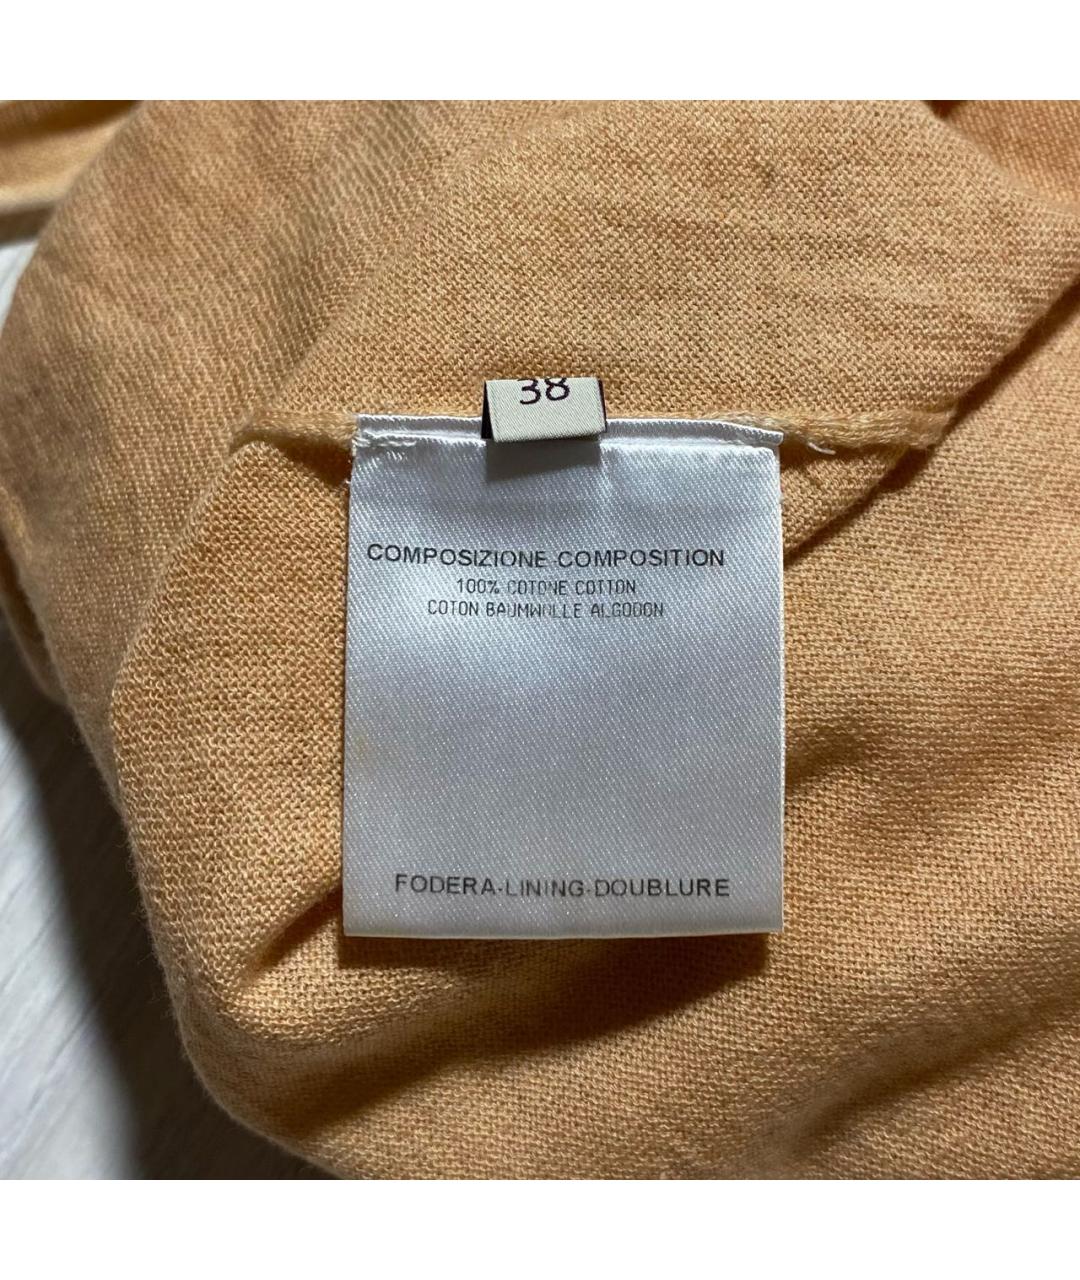 38
COMPOSIZIONE-COMPOSITION
100% COTONE COTTON
COTON BAUMWOLLE ALGODON
FODERA-LINING-DOUBLURE